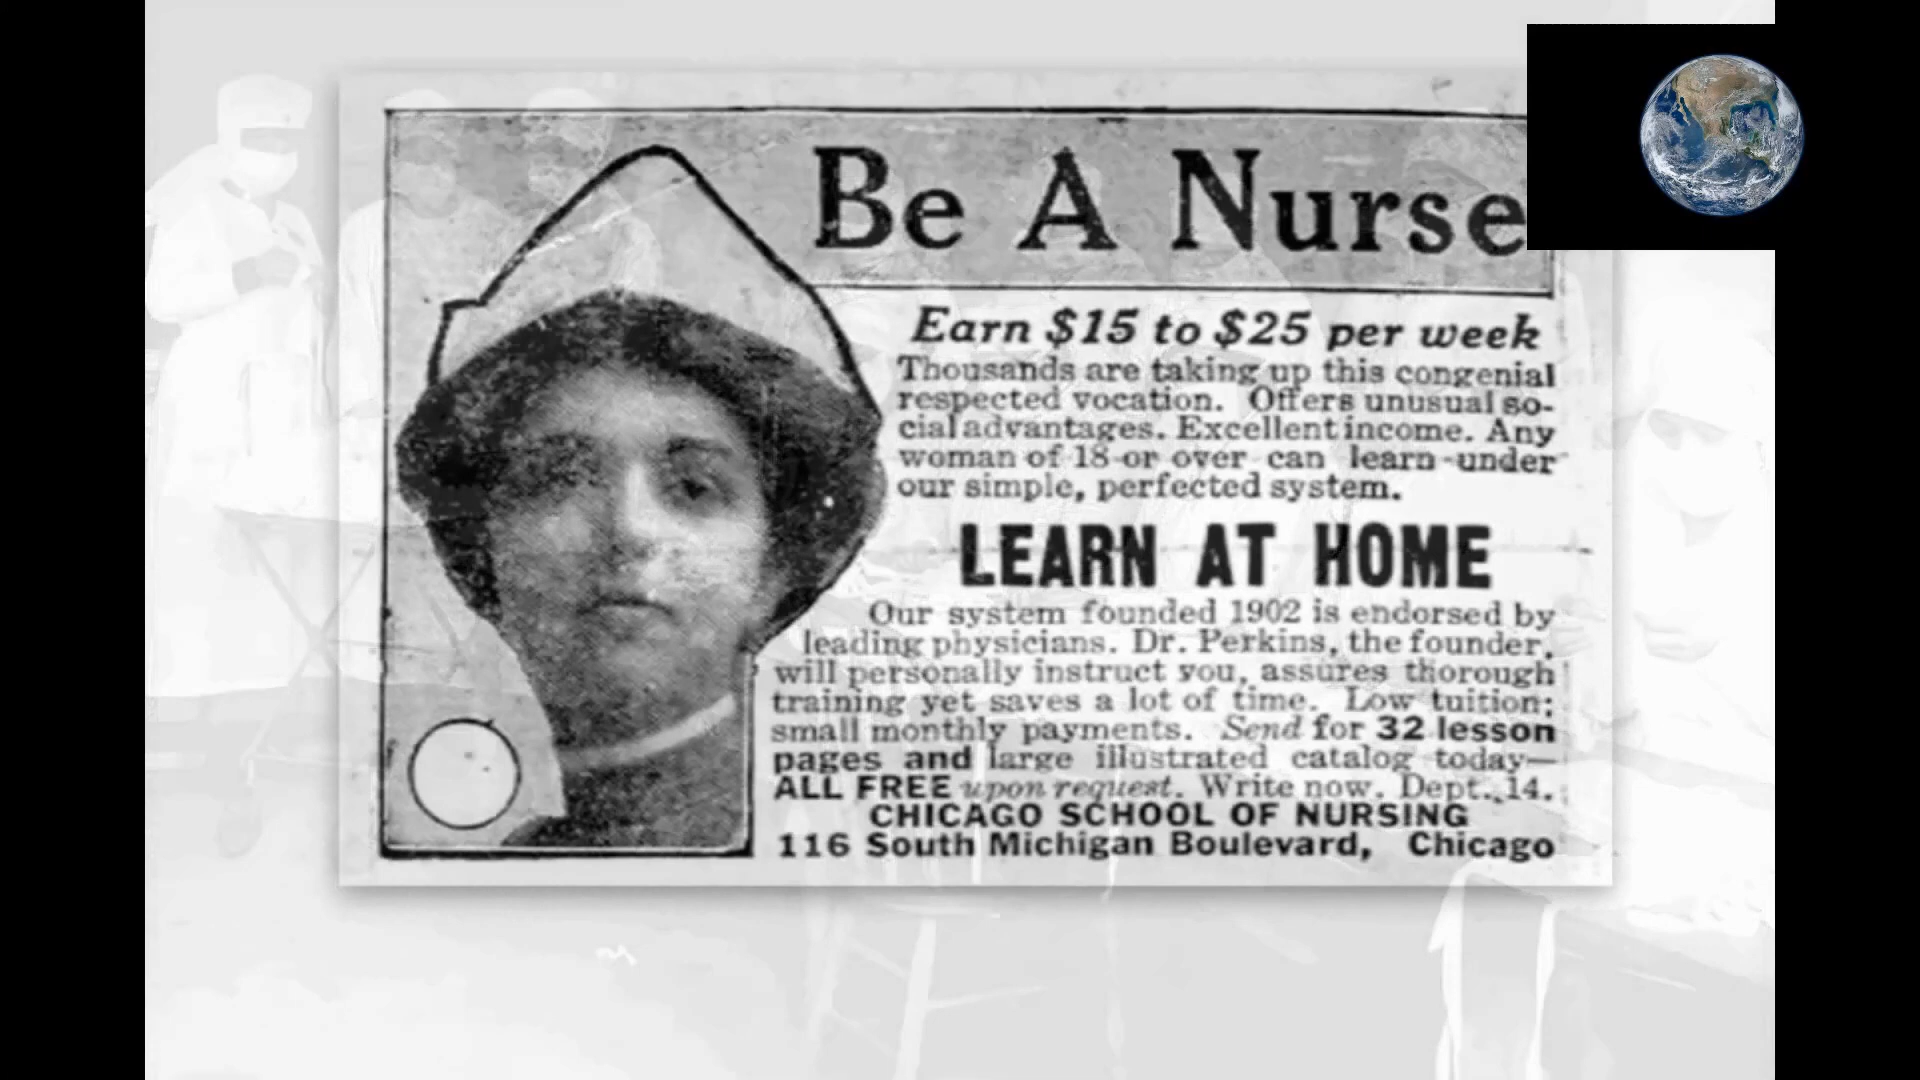 Be A Nurse
Earn $15 to $25 per week
Thousands are taking up this congenial
respected vocation. Offers unusual so-
cial advantages. Excellent income. Any
woman of 18 or over can learn under
our simple, perfected system.
LEARN AT HOME
Our system founded 1902 is endorsed by
leading physicians. Dr. Perkins, the founder,
will personally instruct you, assures thorough
training yet saves a lot of time. Low tuition;
small monthly payments. Send for 32 lesson
pages and large illustrated catalog today—
ALL FREE upon request. Write now. Dept. 14.
CHICAGO SCHOOL OF NURSING
116 South Michigan Boulevard, Chicago